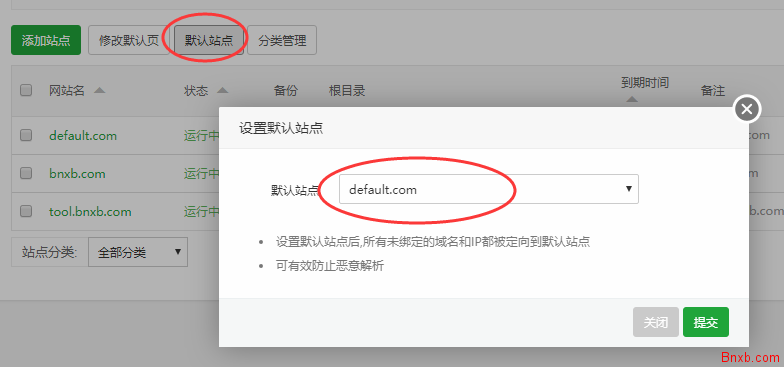 添加站点 修改默认页 默认站点 分类管理
网站名 状态 备份 根目录 到期时间 备注
default.com 运行中 .com
bnxb.com 运行中 m
tool.bnxb.com 运行中 xb.com
站点分类: 全部分类
设置默认站点
默认站点 default.com
设置默认站点后,所有未绑定的域名和IP都被定向到默认站点
可有效防止恶意解析
关闭 提交
Bnxb.com